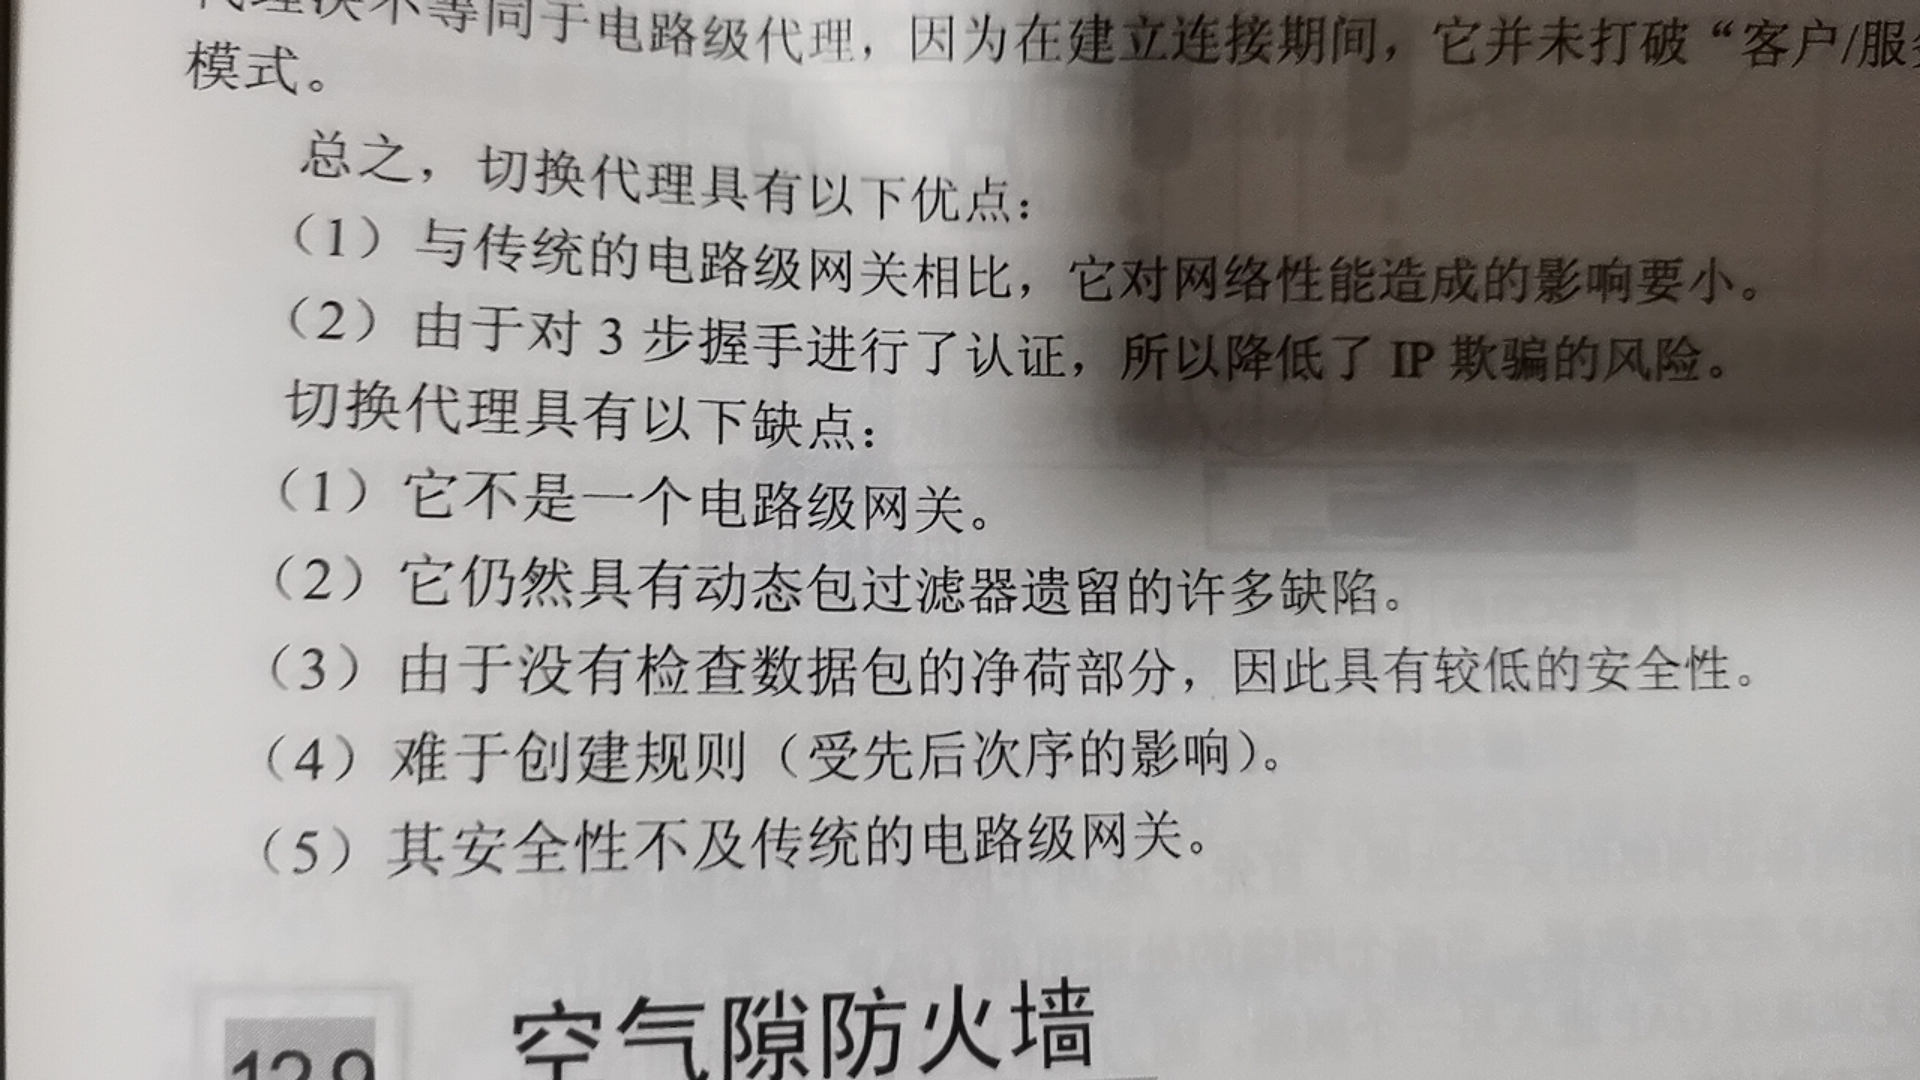 代理决不等同于电路级代理，因为在建立连接期间，它并未打破“客户/服
模式。
总之，切换代理具有以下优点：
（1）与传统的电路级网关相比，它对网络性能造成的影响要小。
（2）由于对 3 步握手进行了认证，所以降低了 IP 欺骗的风险。
切换代理具有以下缺点：
（1）它不是一个电路级网关。
（2）它仍然具有动态包过滤器遗留的许多缺陷。
（3）由于没有检查数据包的净荷部分，因此具有较低的安全性。
（4）难于创建规则（受先后次序的影响）。
（5）其安全性不及传统的电路级网关。
12.9 空气隙防火墙